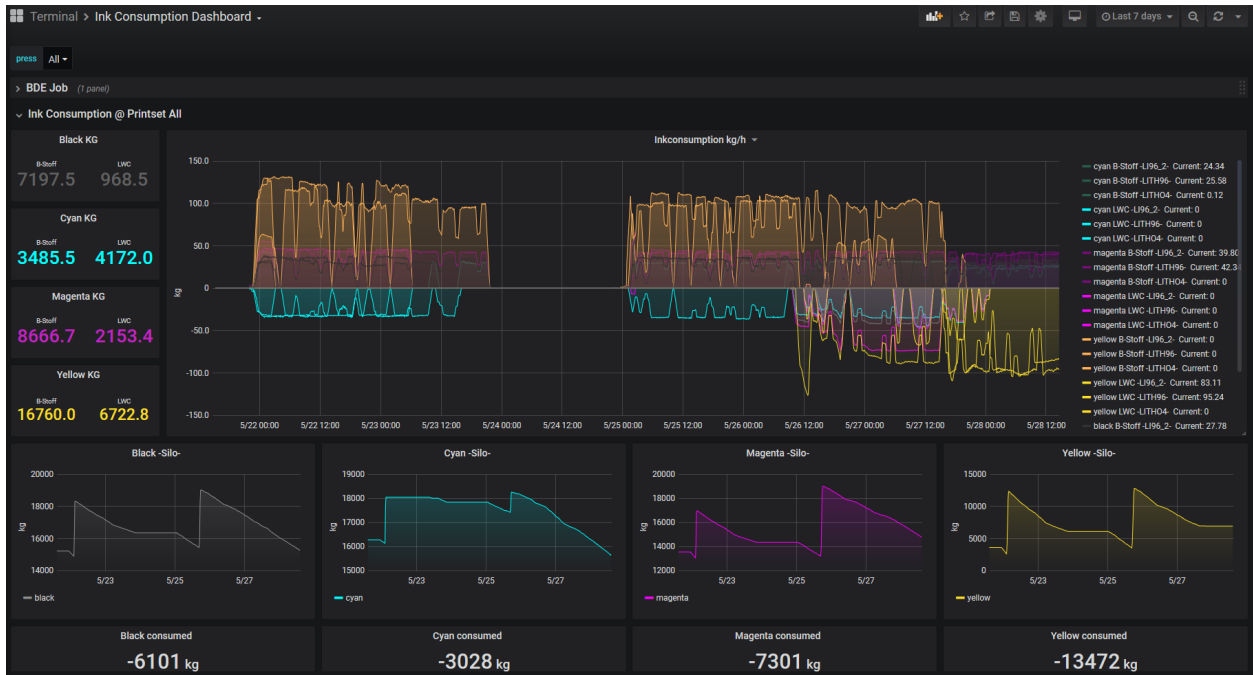 Terminal > Ink Consumption Dashboard
Last 7 days
press All
BDE Job (1 panel)
Ink Consumption @ Printset All
Black KG
B-Stoff LWC
7197.5 968.5
Cyan KG
B-Stoff LWC
3485.5 4172.0
Magenta KG
B-Stoff LWC
8666.7 2153.4
Yellow KG
B-Stoff LWC
16760.0 6722.8
Inkconsumption kg/h
kg
150.0
100.0
50.0
0
-50.0
-100.0
-150.0
5/22 00:00 5/22 12:00 5/23 00:00 5/23 12:00 5/24 00:00 5/24 12:00 5/25 00:00 5/25 12:00 5/26 00:00 5/26 12:00 5/27 00:00 5/27 12:00 5/28 00:00 5/28 12:00
cyan B-Stoff -LI96_2- Current: 24.34
cyan B-Stoff -LITH96- Current: 25.58
cyan B-Stoff -LITHO4- Current: 0.12
cyan LWC -LI96_2- Current: 0
cyan LWC -LITH96- Current: 0
cyan LWC -LITHO4- Current: 0
magenta B-Stoff -LI96_2- Current: 39.80
magenta B-Stoff -LITH96- Current: 42.34
magenta B-Stoff -LITHO4- Current: 0
magenta LWC -LI96_2- Current: 0
magenta LWC -LITH96- Current: 0
magenta LWC -LITHO4- Current: 0
yellow B-Stoff -LI96_2- Current: 0
yellow B-Stoff -LITH96- Current: 0
yellow B-Stoff -LITHO4- Current: 0
yellow LWC -LI96_2- Current: 83.11
yellow LWC -LITH96- Current: 95.24
yellow LWC -LITHO4- Current: 0
black B-Stoff -LI96_2- Current: 27.78
Black -Silo-
kg
20000
18000
16000
14000
5/23 5/25 5/27
black
Cyan -Silo-
kg
19000
18000
17000
16000
15000
5/23 5/25 5/27
cyan
Magenta -Silo-
kg
20000
18000
16000
14000
12000
5/23 5/25 5/27
magenta
Yellow -Silo-
kg
15000
10000
5000
0
5/23 5/25 5/27
yellow
Black consumed
-6101 kg
Cyan consumed
-3028 kg
Magenta consumed
-7301 kg
Yellow consumed
-13472 kg